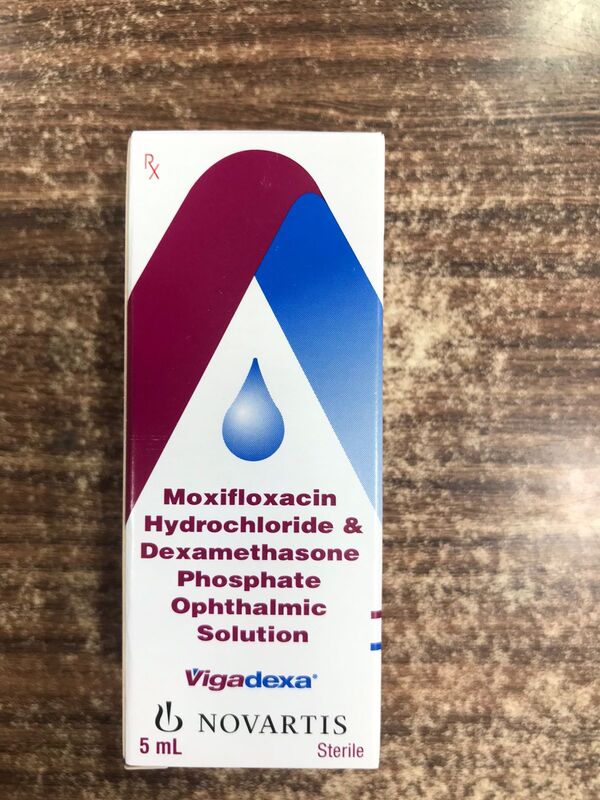 Rx
Moxifloxacin
Hydrochloride &
Dexamethasone
Phosphate
Ophthalmic
Solution
Vigadexa®
NOVARTIS
5 mL
Sterile